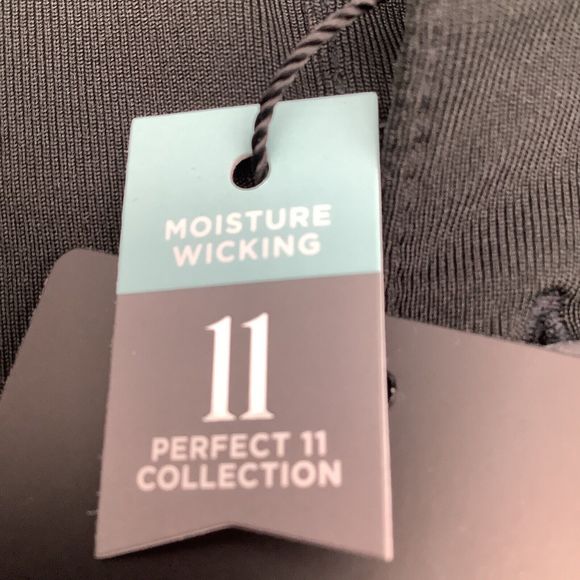 MOISTURE
WICKING
11
PERFECT 11
COLLECTION